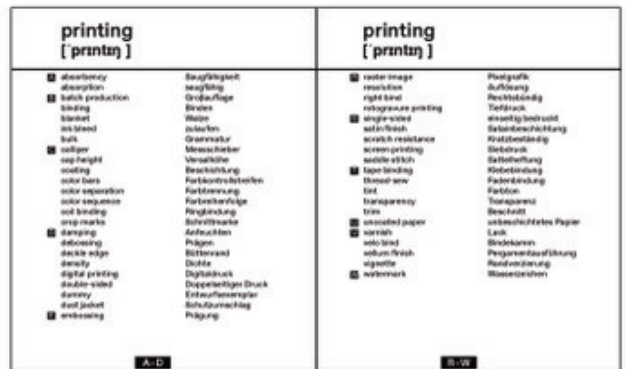 printing
[ˈprɪntɪŋ ]
A absorbency Saugfähigkeit
absorption saugfähig
B batch production Großauflage
binding Binden
blanket Walze
ink bleed zulaufen
bulk Grammatur
C calliper Messschieber
cap height Versalhöhe
coating Beschichtung
color bars Farbkontrollstreifen
color separation Farbtrennung
color sequence Farbreihenfolge
coil binding Ringbindung
crop marks Schnittmarke
D damping Anfeuchten
debossing Prägen
deckle edge Büttenrand
density Dichte
digital printing Digitaldruck
double-sided Doppelseitiger Druck
dummy Entwurfsexemplar
dust jacket Schutzumschlag
E embossing Prägung
A–D
printing
[ˈprɪntɪŋ ]
R raster image Pixelgrafik
resolution Auflösung
right bind Rechtsbündig
rotogravure printing Tiefdruck
S single-sided einseitig bedruckt
satin finish Satainbeschichtung
scratch resistance Kratzbeständig
screen printing Siebdruck
saddle stitch Sattelheftung
T tape binding Klebebindung
thread-sew Fadenbindung
tint Farbton
transparency Transparenz
trim Beschnitt
U uncoated paper unbeschichtetes Papier
V varnish Lack
velo bind Bindekamm
vellum finish Pergamentausführung
vignette Randverzierung
W watermark Wasserzeichen
R–W